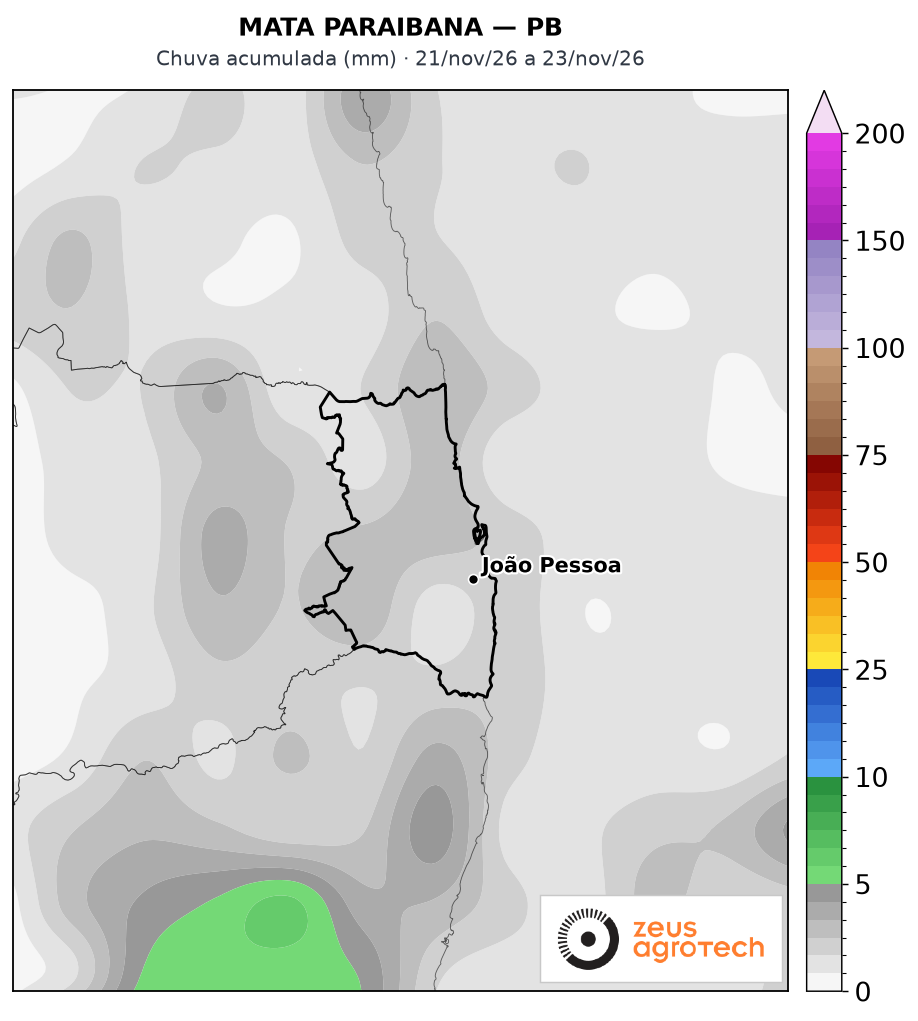 MATA PARAIBANA — PB
Chuva acumulada (mm) · 21/nov/26 a 23/nov/26
200
150
100
75
50
25
10
5
0
João Pessoa
zeus
agrotech